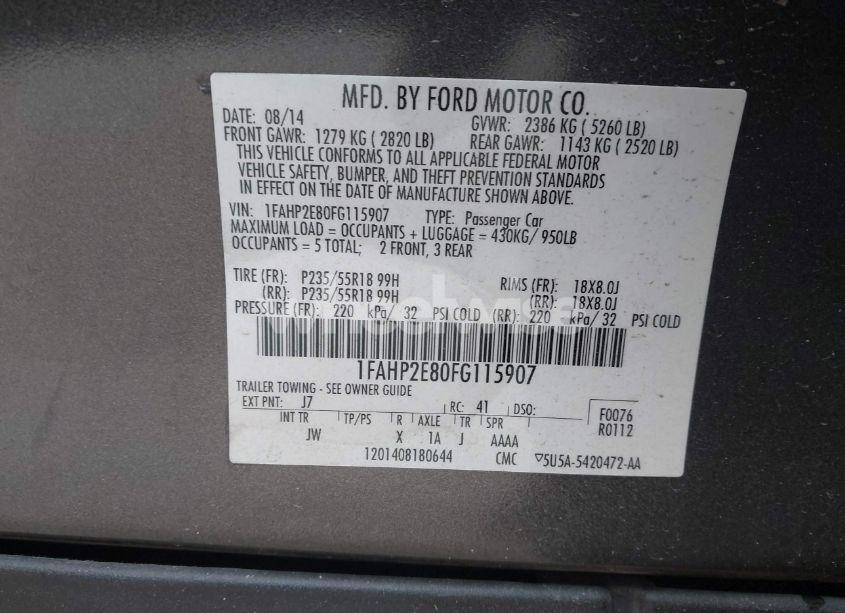 MFD. BY FORD MOTOR CO.
DATE: 08/14 GVWR: 2386 KG ( 5260 LB)
FRONT GAWR: 1279 KG ( 2820 LB) REAR GAWR: 1143 KG ( 2520 LB)
THIS VEHICLE CONFORMS TO ALL APPLICABLE FEDERAL MOTOR
VEHICLE SAFETY, BUMPER, AND THEFT PREVENTION STANDARDS
IN EFFECT ON THE DATE OF MANUFACTURE SHOWN ABOVE.
VIN: 1FAHP2E80FG115907 TYPE: Passenger Car
MAXIMUM LOAD = OCCUPANTS + LUGGAGE = 430KG/ 950LB
OCCUPANTS = 5 TOTAL; 2 FRONT, 3 REAR
TIRE (FR): P235/55R18 99H RIMS (FR): 18X8.0J
(RR): P235/55R18 99H (RR): 18X8.0J
PRESSURE (FR): 220 kPa/ 32 PSI COLD (RR): 220 kPa/ 32 PSI COLD
1FAHP2E80FG115907
TRAILER TOWING - SEE OWNER GUIDE
EXT PNT: J7 RC: 41 DSO: F0076
INT TR TP/PS R AXLE TR SPR R0112
JW X 1A J AAAA
1201408180644 CMC ▽5U5A-5420472-AA